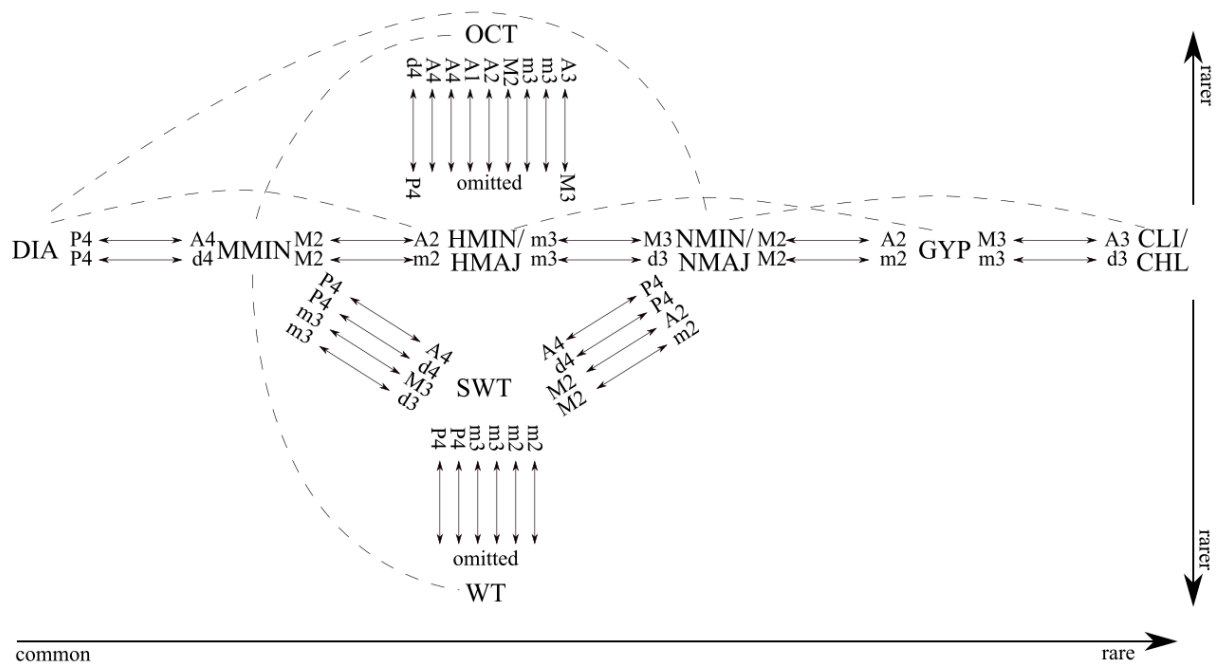 OCT
d4 A4 A4 A1 A2 M2 m3 m3 A3
rarer
P4 omitted M3
DIA P4 A4 MMIN M2 A2 HMIN/ m3 M3 NMIN/ M2 A2 GYP M3 A3 CLI/
P4 d4 M2 m2 HMAJ m3 d3 NMAJ M2 m2 m3 d3 CHL
P4
P4
m3
m3
A4
d4
M3
d3
SWT
P4
P4
A2
m2
A4
d4
M2
M2
P4 P4 m3 m3 m2 m2
omitted
WT
rarer
common rare